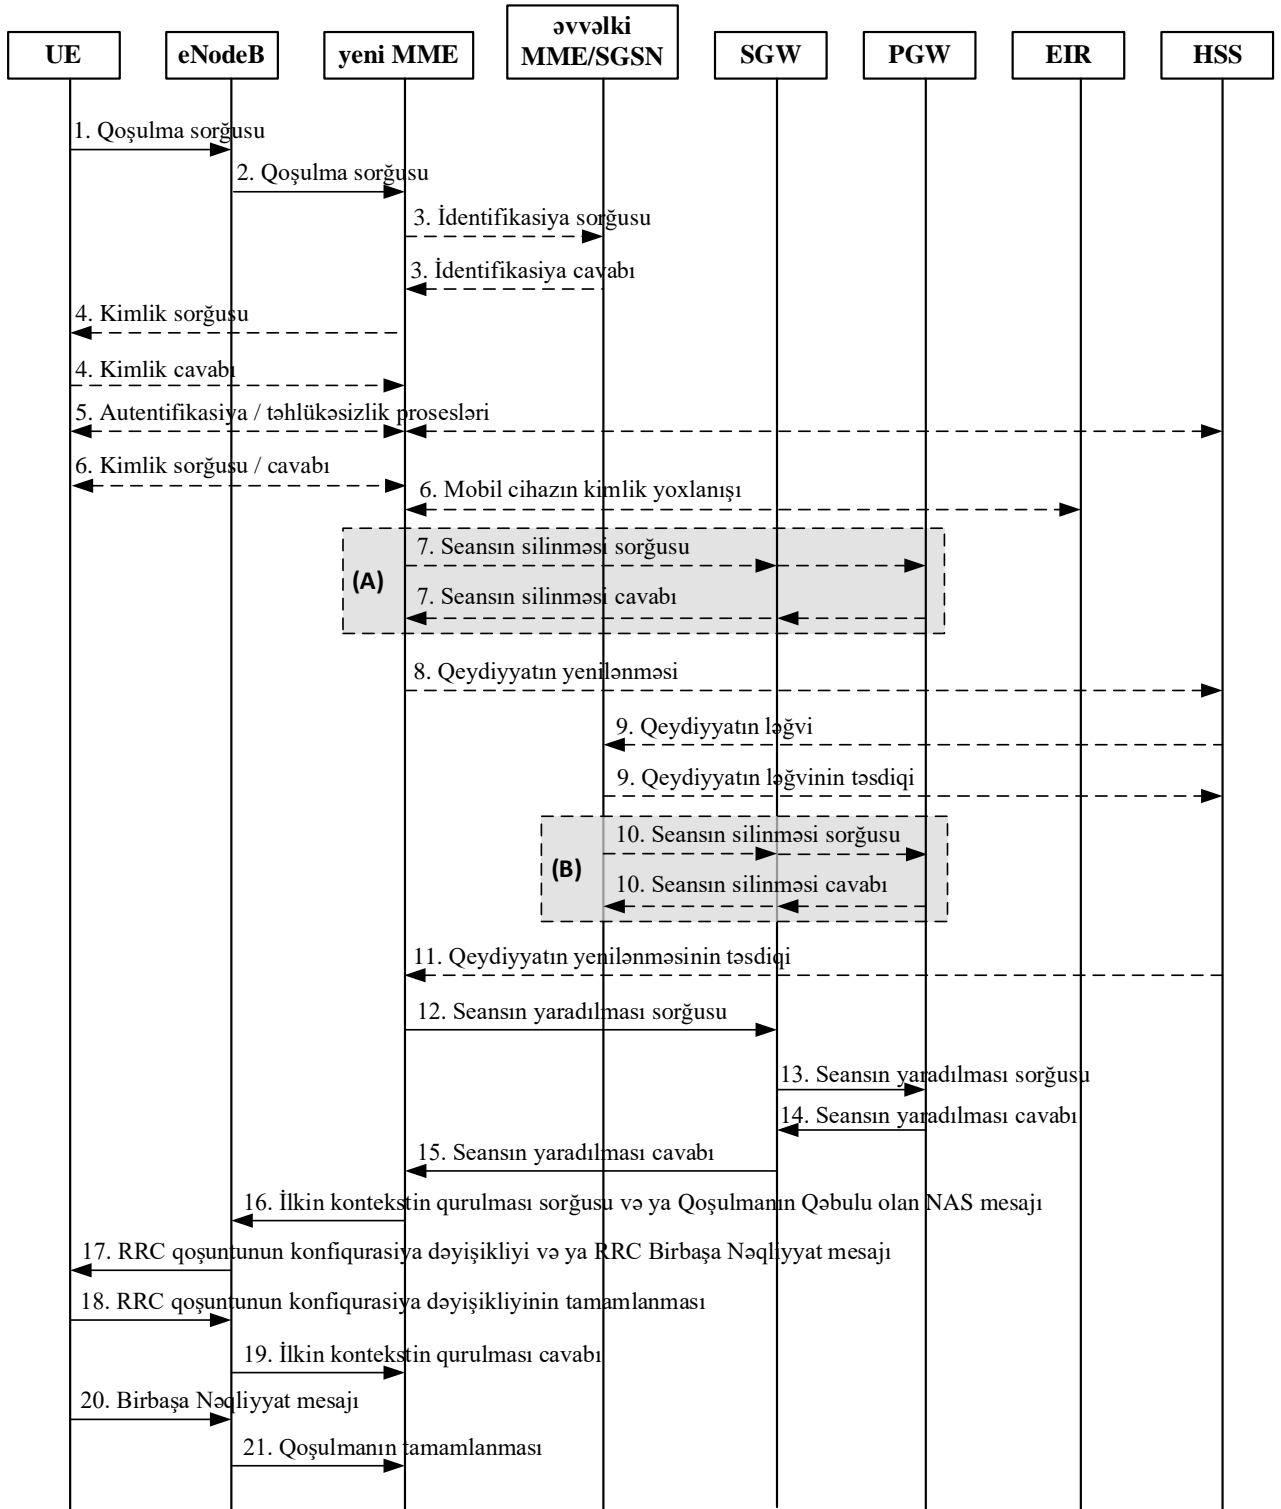 UE
eNodeB
yeni MME
əvvəlki
MME/SGSN
SGW
PGW
EIR
HSS
1. Qoşulma sorğusu
2. Qoşulma sorğusu
3. İdentifikasiya sorğusu
3. İdentifikasiya cavabı
4. Kimlik sorğusu
4. Kimlik cavabı
5. Autentifikasiya / təhlükəsizlik prosesləri
6. Kimlik sorğusu / cavabı
6. Mobil cihazın kimlik yoxlanışı
(A)
7. Seansın silinməsi sorğusu
7. Seansın silinməsi cavabı
8. Qeydiyyatın yenilənməsi
9. Qeydiyyatın ləğvi
9. Qeydiyyatın ləğvinin təsdiqi
(B)
10. Seansın silinməsi sorğusu
10. Seansın silinməsi cavabı
11. Qeydiyyatın yenilənməsinin təsdiqi
12. Seansın yaradılması sorğusu
13. Seansın yaradılması sorğusu
14. Seansın yaradılması cavabı
15. Seansın yaradılması cavabı
16. İlkin kontekstin qurulması sorğusu və ya Qoşulmanın Qəbulu olan NAS mesajı
17. RRC qoşuntunun konfiqurasiya dəyişikliyi və ya RRC Birbaşa Nəqliyyat mesajı
18. RRC qoşuntunun konfiqurasiya dəyişikliyinin tamamlanması
19. İlkin kontekstin qurulması cavabı
20. Birbaşa Nəqliyyat mesajı
21. Qoşulmanın tamamlanması